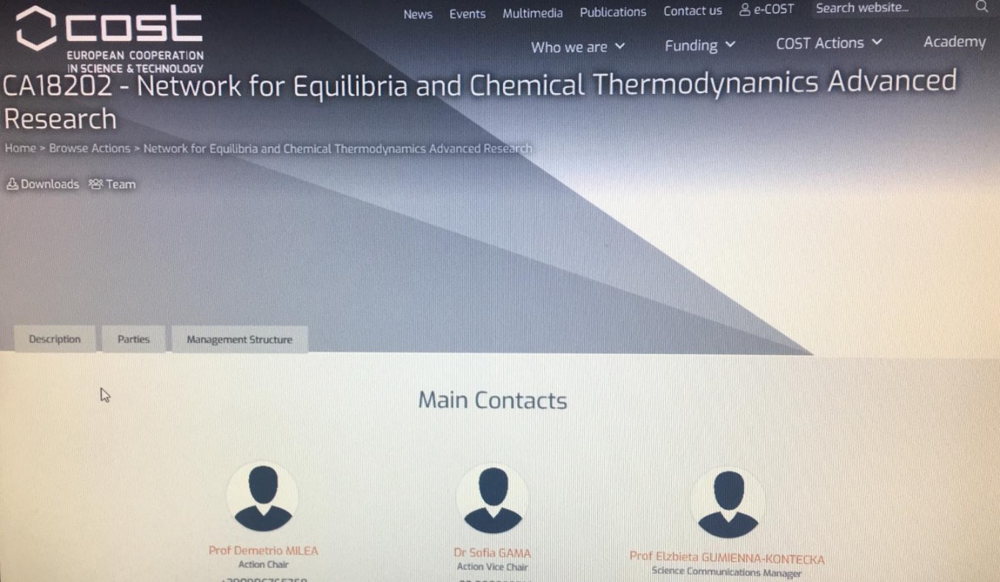 cost
EUROPEAN COOPERATION
IN SCIENCE & TECHNOLOGY
News Events Multimedia Publications Contact us e-COST Search website...
Who we are Funding COST Actions Academy
CA18202 - Network for Equilibria and Chemical Thermodynamics Advanced
Research
Home > Browse Actions > Network for Equilibria and Chemical Thermodynamics Advanced Research
Downloads Team
Description Parties Management Structure
Main Contacts
Prof Demetrio MILEA
Action Chair
Dr Sofia GAMA
Action Vice Chair
Prof Elzbieta GUMIENNA-KONTECKA
Science Communications Manager